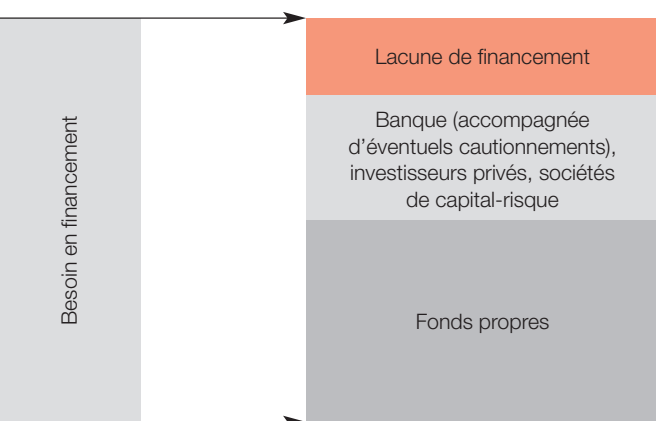 Besoin en financement
Lacune de financement
Banque (accompagnée
d'éventuels cautionnements),
investisseurs privés, sociétés
de capital-risque
Fonds propres